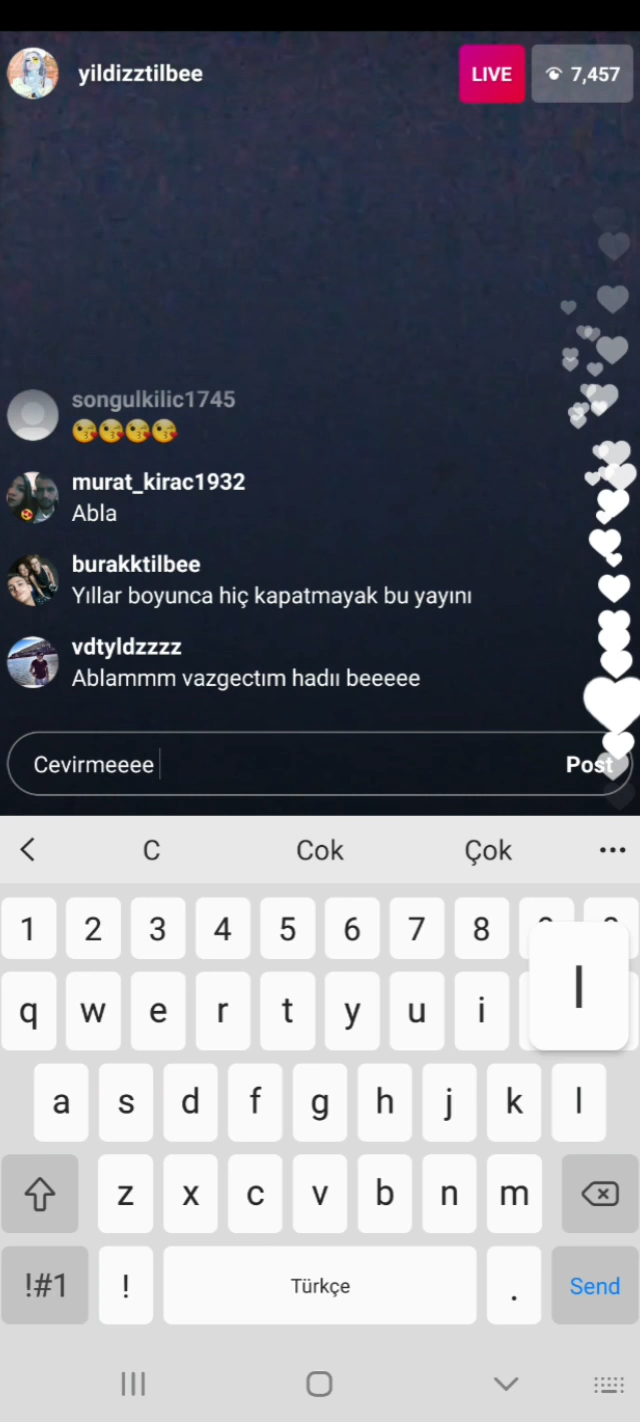 yildizztilbee
LIVE
7,457
songulkilic1745
😘😘😘😘
murat_kirac1932
Abla
burakktilbee
Yıllar boyunca hiç kapatmayak bu yayını
vdtyldzzzz
Ablammm vazgectım hadıı beeeee
Cevirmeeee
Post
C Cok Çok
1 2 3 4 5 6 7 8
q w e r t y u i l
a s d f g h j k l
z x c v b n m
!#1 ! Türkçe . Send